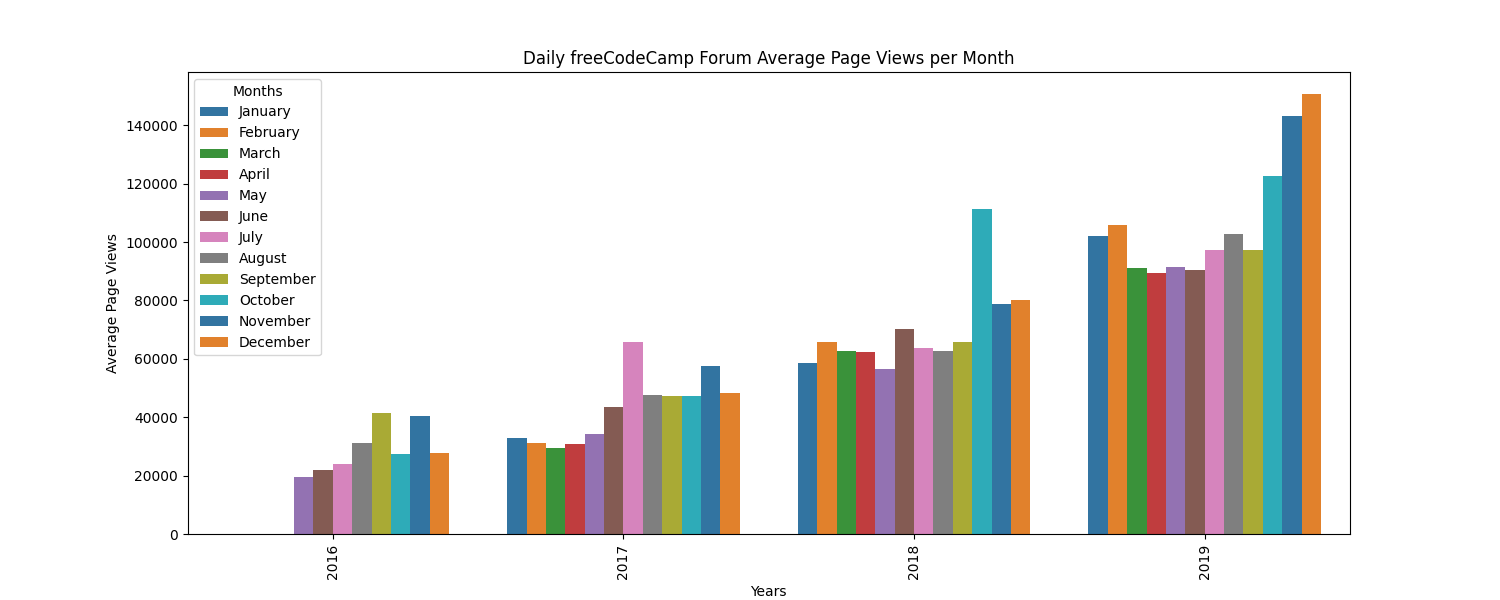 Daily freeCodeCamp Forum Average Page Views per Month
Average Page Views
140000
120000
100000
80000
60000
40000
20000
0
Months
January
February
March
April
May
June
July
August
September
October
November
December
2016
2017
2018
2019
Years